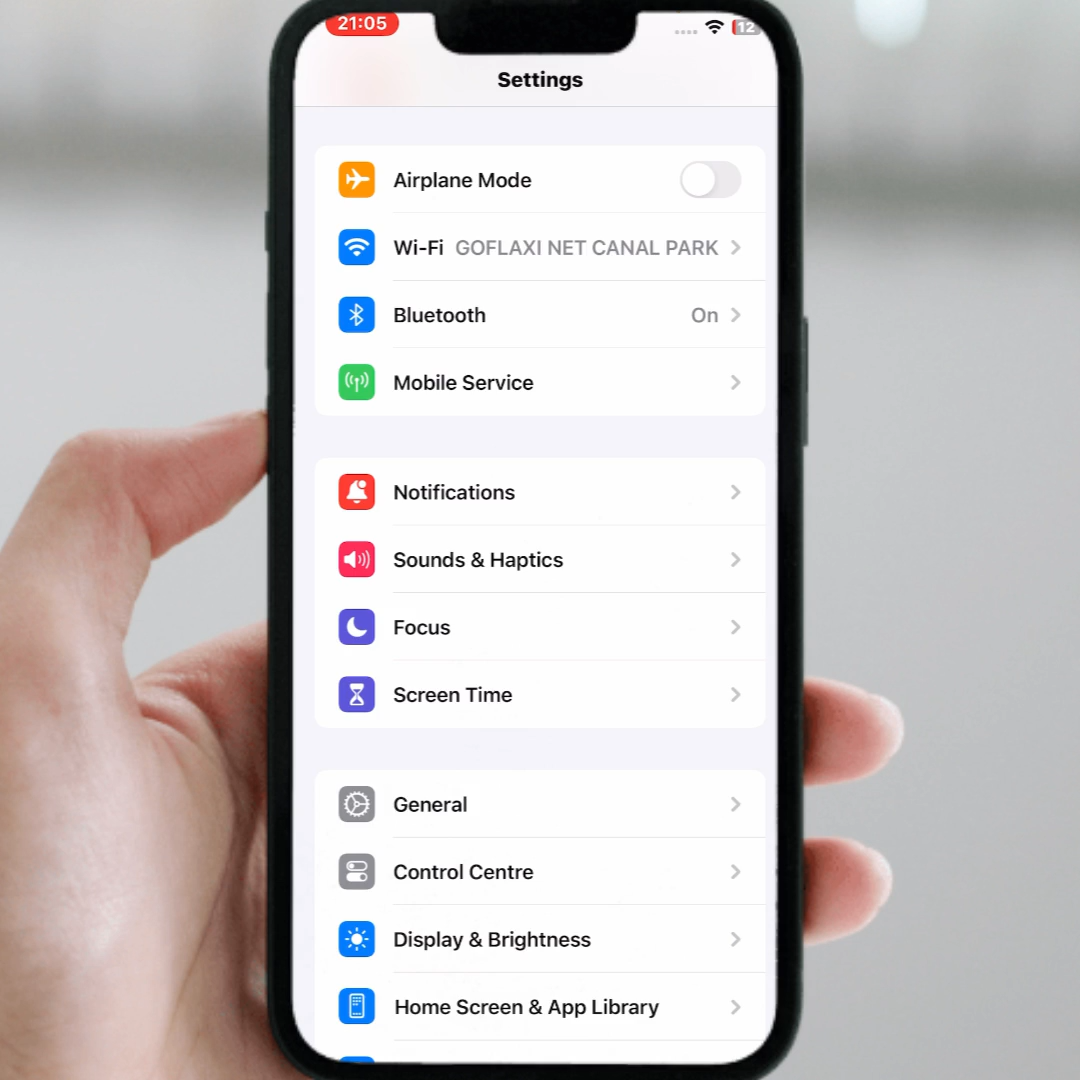 21:05
12
Settings
Airplane Mode
Wi-Fi GOFLAXI NET CANAL PARK
Bluetooth On
Mobile Service
Notifications
Sounds & Haptics
Focus
Screen Time
General
Control Centre
Display & Brightness
Home Screen & App Library